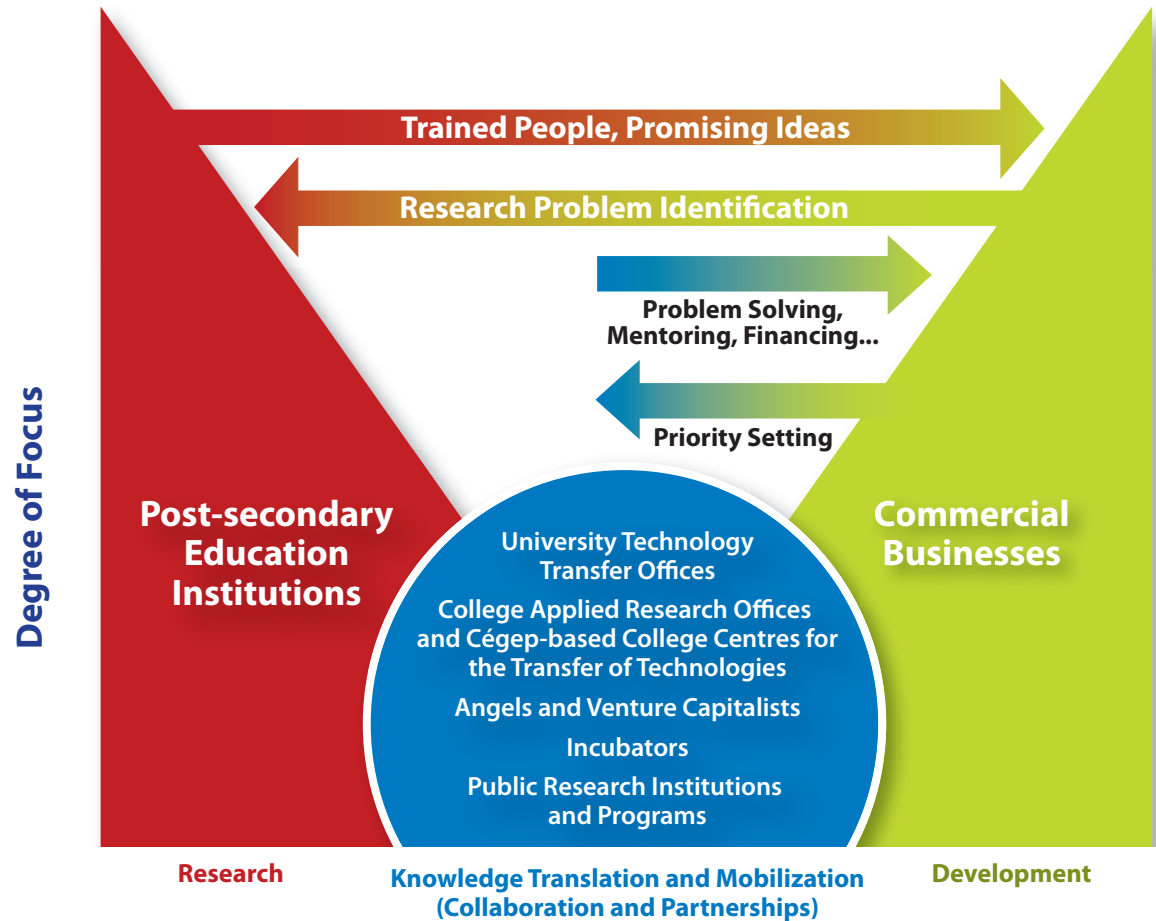 Trained People, Promising Ideas
Research Problem Identification
Problem Solving,
Mentoring, Financing...
Priority Setting
Degree of Focus
Post-secondary
Education
Institutions
University Technology
Transfer Offices
College Applied Research Offices
and Cégep-based College Centres for
the Transfer of Technologies
Angels and Venture Capitalists
Incubators
Public Research Institutions
and Programs
Commercial
Businesses
Research
Knowledge Translation and Mobilization
(Collaboration and Partnerships)
Development